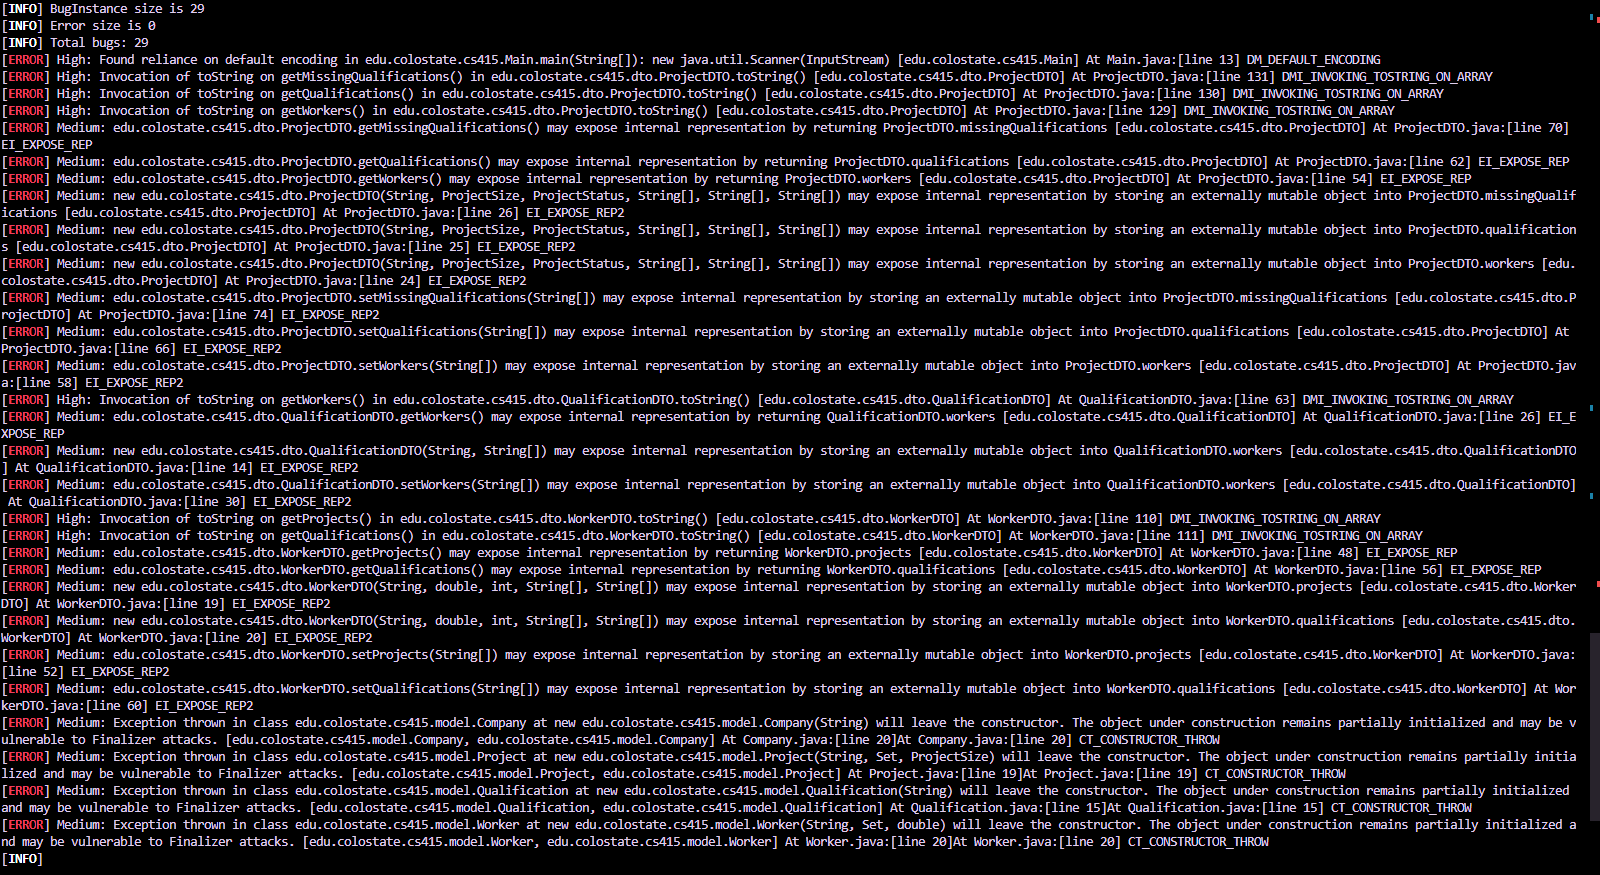 [INFO] BugInstance size is 29
[INFO] Error size is 0
[INFO] Total bugs: 29
[ERROR] High: Found reliance on default encoding in edu.colostate.cs415.Main.main(String[]): new java.util.Scanner(InputStream) [edu.colostate.cs415.Main] At Main.java:[line 13] DM_DEFAULT_ENCODING
[ERROR] High: Invocation of toString on getMissingQualifications() in edu.colostate.cs415.dto.ProjectDTO.toString() [edu.colostate.cs415.dto.ProjectDTO] At ProjectDTO.java:[line 131] DMI_INVOKING_TOSTRING_ON_ARRAY
[ERROR] High: Invocation of toString on getQualifications() in edu.colostate.cs415.dto.ProjectDTO.toString() [edu.colostate.cs415.dto.ProjectDTO] At ProjectDTO.java:[line 130] DMI_INVOKING_TOSTRING_ON_ARRAY
[ERROR] High: Invocation of toString on getWorkers() in edu.colostate.cs415.dto.ProjectDTO.toString() [edu.colostate.cs415.dto.ProjectDTO] At ProjectDTO.java:[line 129] DMI_INVOKING_TOSTRING_ON_ARRAY
[ERROR] Medium: edu.colostate.cs415.dto.ProjectDTO.getMissingQualifications() may expose internal representation by returning ProjectDTO.missingQualifications [edu.colostate.cs415.dto.ProjectDTO] At ProjectDTO.java:[line 70]
EI_EXPOSE_REP
[ERROR] Medium: edu.colostate.cs415.dto.ProjectDTO.getQualifications() may expose internal representation by returning ProjectDTO.qualifications [edu.colostate.cs415.dto.ProjectDTO] At ProjectDTO.java:[line 62] EI_EXPOSE_REP
[ERROR] Medium: edu.colostate.cs415.dto.ProjectDTO.getWorkers() may expose internal representation by returning ProjectDTO.workers [edu.colostate.cs415.dto.ProjectDTO] At ProjectDTO.java:[line 54] EI_EXPOSE_REP
[ERROR] Medium: new edu.colostate.cs415.dto.ProjectDTO(String, ProjectSize, ProjectStatus, String[], String[], String[]) may expose internal representation by storing an externally mutable object into ProjectDTO.missingQualif
ications [edu.colostate.cs415.dto.ProjectDTO] At ProjectDTO.java:[line 26] EI_EXPOSE_REP2
[ERROR] Medium: new edu.colostate.cs415.dto.ProjectDTO(String, ProjectSize, ProjectStatus, String[], String[], String[]) may expose internal representation by storing an externally mutable object into ProjectDTO.qualification
s [edu.colostate.cs415.dto.ProjectDTO] At ProjectDTO.java:[line 25] EI_EXPOSE_REP2
[ERROR] Medium: new edu.colostate.cs415.dto.ProjectDTO(String, ProjectSize, ProjectStatus, String[], String[], String[]) may expose internal representation by storing an externally mutable object into ProjectDTO.workers [edu.
colostate.cs415.dto.ProjectDTO] At ProjectDTO.java:[line 24] EI_EXPOSE_REP2
[ERROR] Medium: edu.colostate.cs415.dto.ProjectDTO.setMissingQualifications(String[]) may expose internal representation by storing an externally mutable object into ProjectDTO.missingQualifications [edu.colostate.cs415.dto.P
rojectDTO] At ProjectDTO.java:[line 74] EI_EXPOSE_REP2
[ERROR] Medium: edu.colostate.cs415.dto.ProjectDTO.setQualifications(String[]) may expose internal representation by storing an externally mutable object into ProjectDTO.qualifications [edu.colostate.cs415.dto.ProjectDTO] At
ProjectDTO.java:[line 66] EI_EXPOSE_REP2
[ERROR] Medium: edu.colostate.cs415.dto.ProjectDTO.setWorkers(String[]) may expose internal representation by storing an externally mutable object into ProjectDTO.workers [edu.colostate.cs415.dto.ProjectDTO] At ProjectDTO.jav
a:[line 58] EI_EXPOSE_REP2
[ERROR] High: Invocation of toString on getWorkers() in edu.colostate.cs415.dto.QualificationDTO.toString() [edu.colostate.cs415.dto.QualificationDTO] At QualificationDTO.java:[line 63] DMI_INVOKING_TOSTRING_ON_ARRAY
[ERROR] Medium: edu.colostate.cs415.dto.QualificationDTO.getWorkers() may expose internal representation by returning QualificationDTO.workers [edu.colostate.cs415.dto.QualificationDTO] At QualificationDTO.java:[line 26] EI_E
XPOSE_REP
[ERROR] Medium: new edu.colostate.cs415.dto.QualificationDTO(String, String[]) may expose internal representation by storing an externally mutable object into QualificationDTO.workers [edu.colostate.cs415.dto.QualificationDTO
] At QualificationDTO.java:[line 14] EI_EXPOSE_REP2
[ERROR] Medium: edu.colostate.cs415.dto.QualificationDTO.setWorkers(String[]) may expose internal representation by storing an externally mutable object into QualificationDTO.workers [edu.colostate.cs415.dto.QualificationDTO]
At QualificationDTO.java:[line 30] EI_EXPOSE_REP2
[ERROR] High: Invocation of toString on getProjects() in edu.colostate.cs415.dto.WorkerDTO.toString() [edu.colostate.cs415.dto.WorkerDTO] At WorkerDTO.java:[line 110] DMI_INVOKING_TOSTRING_ON_ARRAY
[ERROR] High: Invocation of toString on getQualifications() in edu.colostate.cs415.dto.WorkerDTO.toString() [edu.colostate.cs415.dto.WorkerDTO] At WorkerDTO.java:[line 111] DMI_INVOKING_TOSTRING_ON_ARRAY
[ERROR] Medium: edu.colostate.cs415.dto.WorkerDTO.getProjects() may expose internal representation by returning WorkerDTO.projects [edu.colostate.cs415.dto.WorkerDTO] At WorkerDTO.java:[line 48] EI_EXPOSE_REP
[ERROR] Medium: edu.colostate.cs415.dto.WorkerDTO.getQualifications() may expose internal representation by returning WorkerDTO.qualifications [edu.colostate.cs415.dto.WorkerDTO] At WorkerDTO.java:[line 56] EI_EXPOSE_REP
[ERROR] Medium: new edu.colostate.cs415.dto.WorkerDTO(String, double, int, String[], String[]) may expose internal representation by storing an externally mutable object into WorkerDTO.projects [edu.colostate.cs415.dto.Worker
DTO] At WorkerDTO.java:[line 19] EI_EXPOSE_REP2
[ERROR] Medium: new edu.colostate.cs415.dto.WorkerDTO(String, double, int, String[], String[]) may expose internal representation by storing an externally mutable object into WorkerDTO.qualifications [edu.colostate.cs415.dto.
WorkerDTO] At WorkerDTO.java:[line 20] EI_EXPOSE_REP2
[ERROR] Medium: edu.colostate.cs415.dto.WorkerDTO.setProjects(String[]) may expose internal representation by storing an externally mutable object into WorkerDTO.projects [edu.colostate.cs415.dto.WorkerDTO] At WorkerDTO.java:
[line 52] EI_EXPOSE_REP2
[ERROR] Medium: edu.colostate.cs415.dto.WorkerDTO.setQualifications(String[]) may expose internal representation by storing an externally mutable object into WorkerDTO.qualifications [edu.colostate.cs415.dto.WorkerDTO] At Wor
kerDTO.java:[line 60] EI_EXPOSE_REP2
[ERROR] Medium: Exception thrown in class edu.colostate.cs415.model.Company at new edu.colostate.cs415.model.Company(String) will leave the constructor. The object under construction remains partially initialized and may be v
ulnerable to Finalizer attacks. [edu.colostate.cs415.model.Company, edu.colostate.cs415.model.Company] At Company.java:[line 20]At Company.java:[line 20] CT_CONSTRUCTOR_THROW
[ERROR] Medium: Exception thrown in class edu.colostate.cs415.model.Project at new edu.colostate.cs415.model.Project(String, Set, ProjectSize) will leave the constructor. The object under construction remains partially initia
lized and may be vulnerable to Finalizer attacks. [edu.colostate.cs415.model.Project, edu.colostate.cs415.model.Project] At Project.java:[line 19]At Project.java:[line 19] CT_CONSTRUCTOR_THROW
[ERROR] Medium: Exception thrown in class edu.colostate.cs415.model.Qualification at new edu.colostate.cs415.model.Qualification(String) will leave the constructor. The object under construction remains partially initialized
and may be vulnerable to Finalizer attacks. [edu.colostate.cs415.model.Qualification, edu.colostate.cs415.model.Qualification] At Qualification.java:[line 15]At Qualification.java:[line 15] CT_CONSTRUCTOR_THROW
[ERROR] Medium: Exception thrown in class edu.colostate.cs415.model.Worker at new edu.colostate.cs415.model.Worker(String, Set, double) will leave the constructor. The object under construction remains partially initialized a
nd may be vulnerable to Finalizer attacks. [edu.colostate.cs415.model.Worker, edu.colostate.cs415.model.Worker] At Worker.java:[line 20]At Worker.java:[line 20] CT_CONSTRUCTOR_THROW
[INFO]